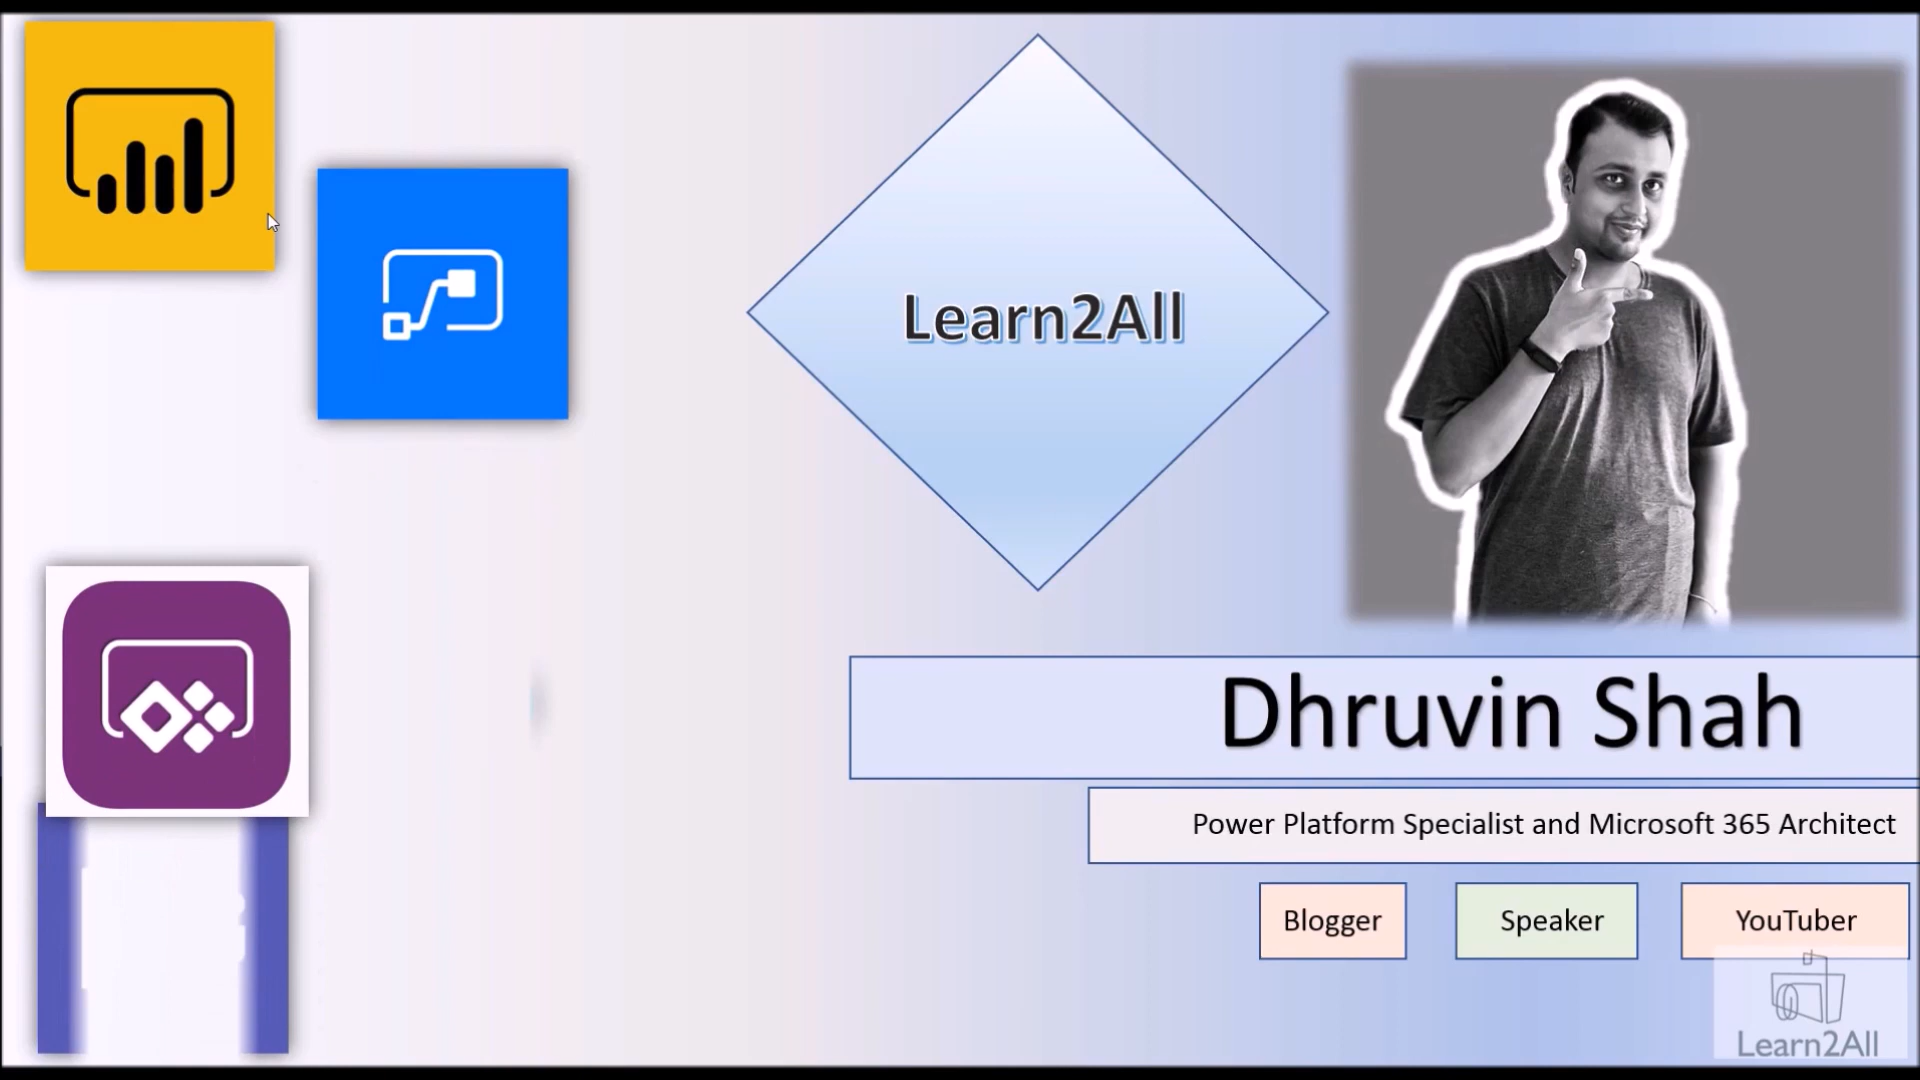 Learn2All
Dhruvin Shah
Power Platform Specialist and Microsoft 365 Architect
Blogger
Speaker
YouTuber
Learn2All